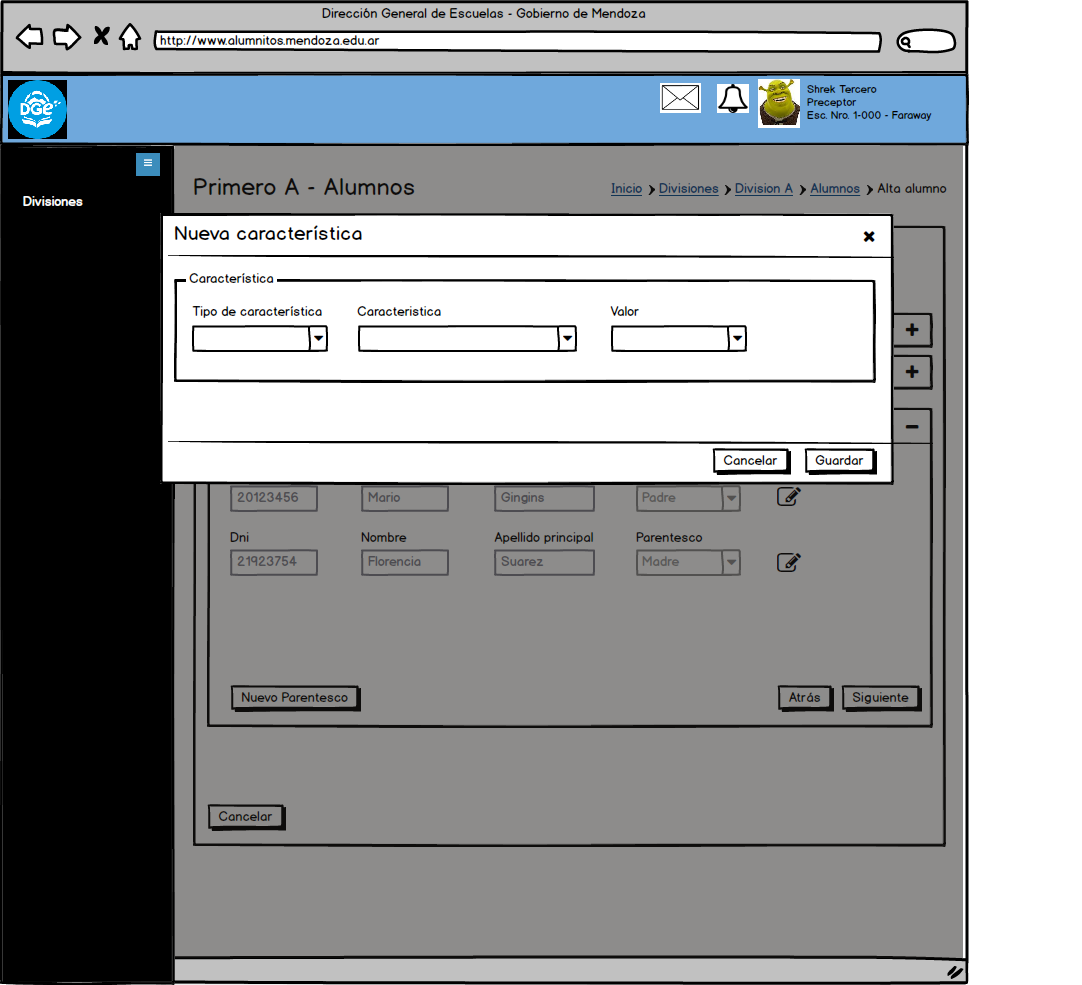 Dirección General de Escuelas - Gobierno de Mendoza
http://www.alumnitos.mendoza.edu.ar
DGE
Shrek Tercero
Preceptor
Esc. Nro. 1-000 - Faraway
Divisiones
Primero A - Alumnos
Inicio Divisiones Division A Alumnos Alta alumno
Nueva característica
Característica
Tipo de característica Caracteristica Valor
Cancelar Guardar
20123456 Mario Gingins Padre
Dni Nombre Apellido principal Parentesco
21923754 Florencia Suarez Madre
Nuevo Parentesco Atrás Siguiente
Cancelar